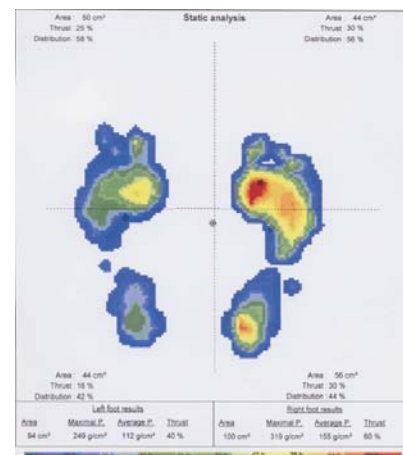 Area : 50 cm² Static analysis Area : 44 cm²
Thrust : 25 % Thrust : 30 %
Distribution : 58 % Distribution : 56 %
Area : 44 cm² Area : 56 cm²
Thrust : 16 % Thrust : 30 %
Distribution : 42 % Distribution : 44 %
Left foot results Right foot results
Area Maximal P. Average P. Thrust Area Maximal P. Average P. Thrust
94 cm² 249 g/cm² 112 g/cm² 40 % 100 cm² 319 g/cm² 155 g/cm² 60 %